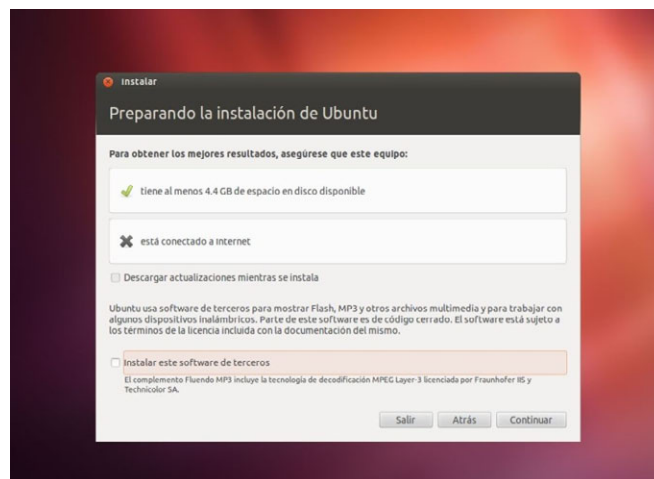 Instalar
Preparando la instalación de Ubuntu
Para obtener los mejores resultados, asegúrese que este equipo:
tiene al menos 4.4 GB de espacio en disco disponible
está conectado a Internet
Descargar actualizaciones mientras se instala
Ubuntu usa software de terceros para mostrar Flash, MP3 y otros archivos multimedia y para trabajar con
algunos dispositivos inalámbricos. Parte de este software es de código cerrado. El software está sujeto a
los términos de la licencia incluida con la documentación del mismo.
Instalar este software de terceros
El complemento Fluendo MP3 incluye la tecnología de decodificación MPEG Layer-3 licenciada por Fraunhofer IIS y
Technicolor SA.
Salir Atrás Continuar